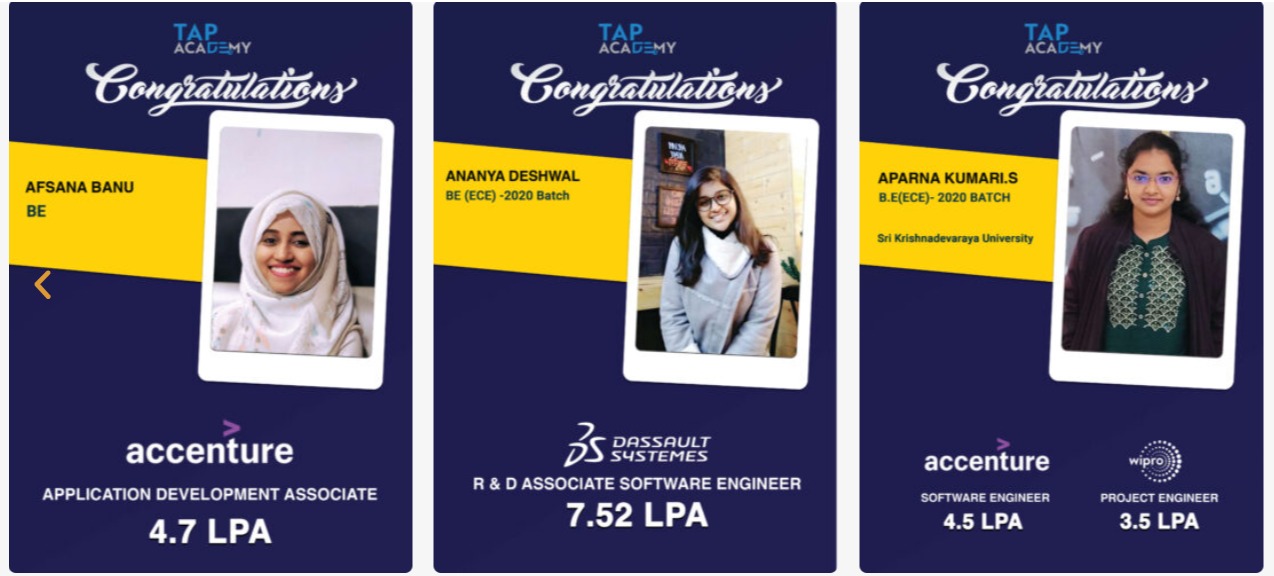 TAP
ACADEMY
Congratulations
AFSANA BANU
BE
accenture
APPLICATION DEVELOPMENT ASSOCIATE
4.7 LPA
TAP
ACADEMY
Congratulations
ANANYA DESHWAL
BE (ECE) -2020 Batch
DASSAULT
SYSTEMES
R & D ASSOCIATE SOFTWARE ENGINEER
7.52 LPA
TAP
ACADEMY
Congratulations
APARNA KUMARI.S
B.E(ECE)- 2020 BATCH
Sri Krishnadevaraya University
accenture
SOFTWARE ENGINEER
4.5 LPA
wipro
PROJECT ENGINEER
3.5 LPA